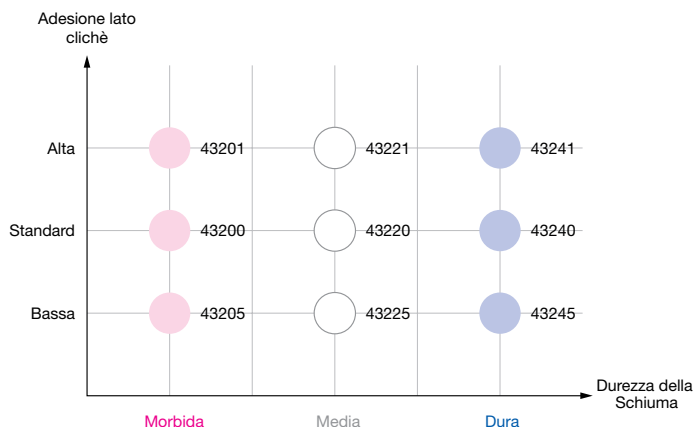 Adesione lato
clichè
Alta
43201
43221
43241
Standard
43200
43220
43240
Bassa
43205
43225
43245
Durezza della
Schiuma
Morbida
Media
Dura